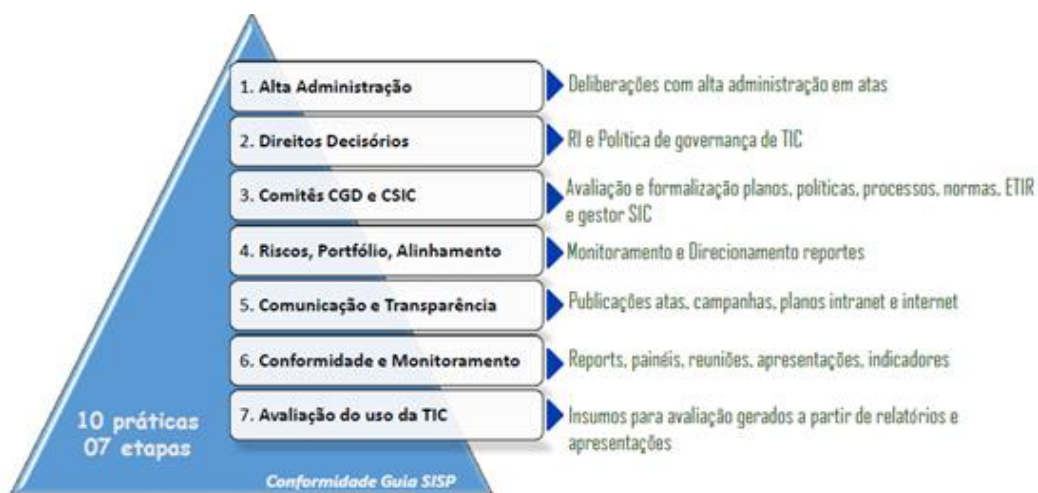 1. Alta Administração
Deliberações com alta administração em atas
2. Direitos Decisórios
RI e Política de governança de TIC
3. Comitês CGD e CSIC
Avaliação e formalização planos, políticas, processos, normas, ETIR
e gestor SIC
4. Riscos, Portfólio, Alinhamento
Monitoramento e Direcionamento reportes
5. Comunicação e Transparência
Publicações atas, campanhas, planos intranet e internet
6. Conformidade e Monitoramento
Reports, painéis, reuniões, apresentações, indicadores
7. Avaliação do uso da TIC
Insumos para avaliação gerados a partir de relatórios e
apresentações
10 práticas
07 etapas
Conformidade Guia SISP